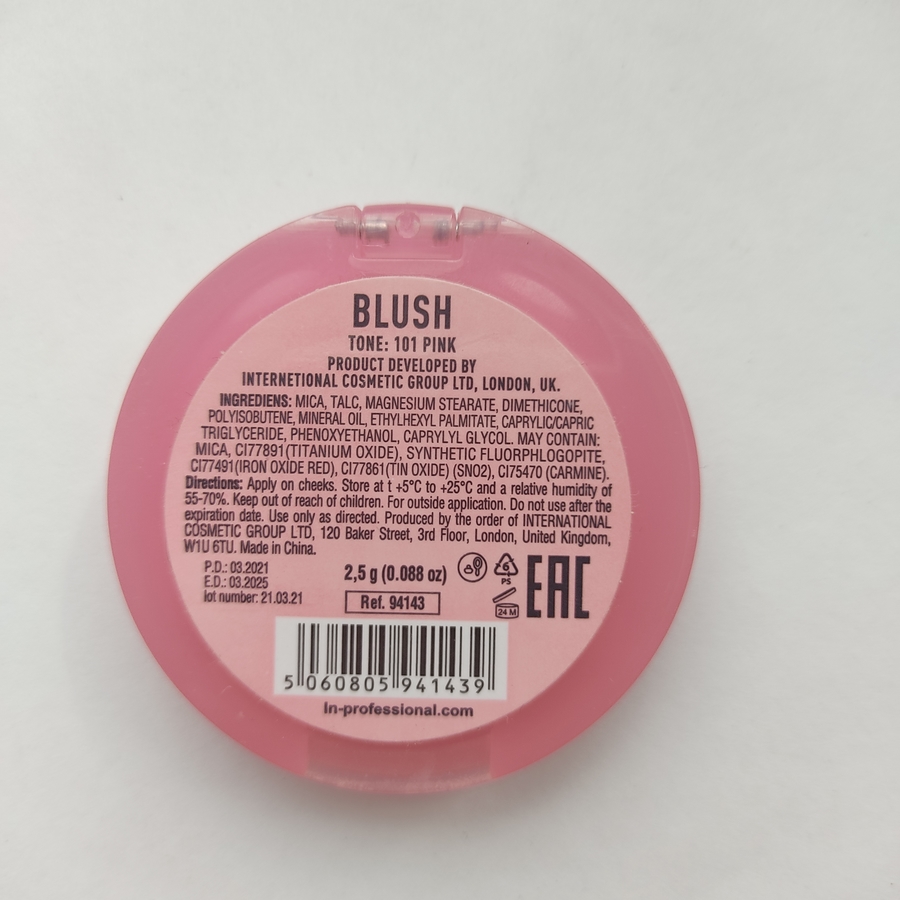 BLUSH
TONE: 101 PINK
PRODUCT DEVELOPED BY
INTERNETIONAL COSMETIC GROUP LTD, LONDON, UK.
INGREDIENS: MICA, TALC, MAGNESIUM STEARATE, DIMETHICONE,
POLYISOBUTENE, MINERAL OIL, ETHYLHEXYL PALMITATE, CAPRYLIC/CAPRIC
TRIGLYCERIDE, PHENOXYETHANOL, CAPRYLYL GLYCOL. MAY CONTAIN:
MICA, CI77891(TITANIUM OXIDE), SYNTHETIC FLUORPHLOGOPITE,
CI77491(IRON OXIDE RED), CI77861(TIN OXIDE) (SNO2), CI75470 (CARMINE).
Directions: Apply on cheeks. Store at t +5°C to +25°C and a relative humidity of
55-70%. Keep out of reach of children. For outside application. Do not use after the
expiration date. Use only as directed. Produced by the order of INTERNATIONAL
COSMETIC GROUP LTD, 120 Baker Street, 3rd Floor, London, United Kingdom,
W1U 6TU. Made in China.
P.D.: 03.2021
E.D.: 03.2025
lot number: 21.03.21
2,5 g (0.088 oz)
Ref. 94143
6
PS
24 M
EAC
5 060805 941439
In-professional.com